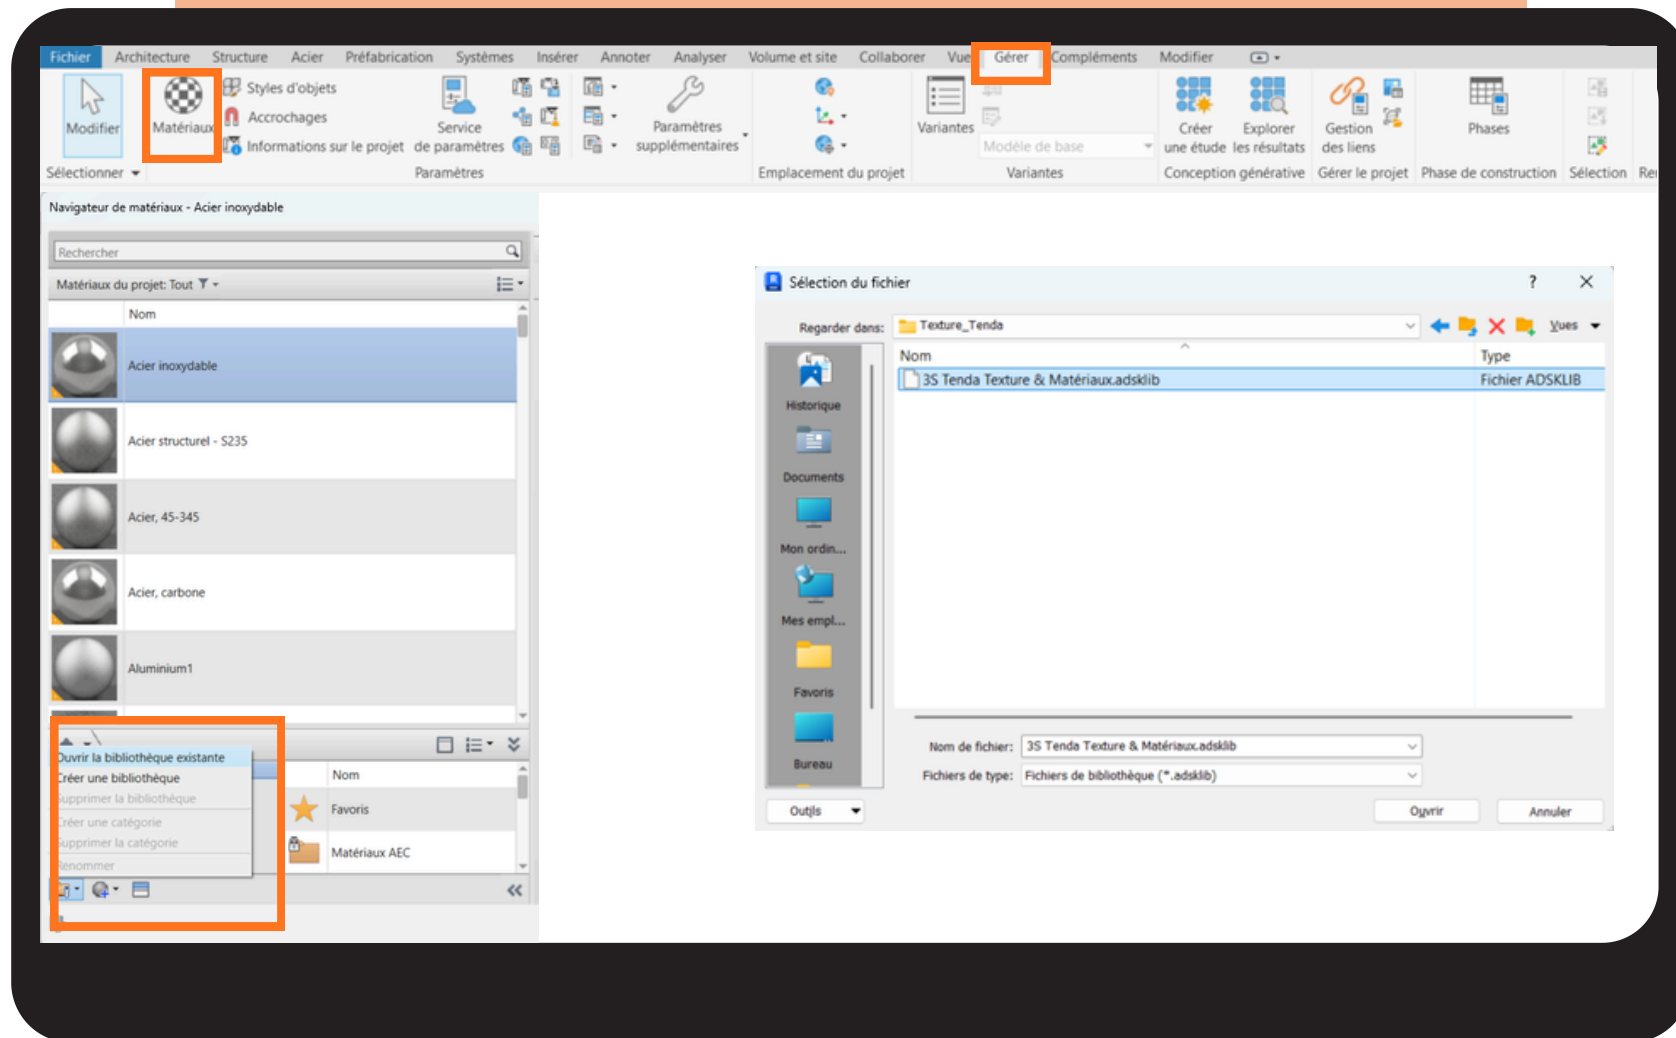 Fichier Architecture Structure Acier Préfabrication Systèmes Insérer Annoter Analyser Volume et site Collaborer Vue Gérer Compléments Modifier
Modifier
Matériaux
Styles d'objets
Accrochages
Informations sur le projet
Service
de paramètres
Paramètres
supplémentaires
Variantes
Modèle de base
Créer
une étude
Explorer
les résultats
Gestion
des liens
Phases
Sélectionner Paramètres Emplacement du projet Variantes Conception générative Gérer le projet Phase de construction Sélection
Navigateur de matériaux - Acier inoxydable
Rechercher
Matériaux du projet: Tout
Nom
Acier inoxydable
Acier structurel - S235
Acier, 45-345
Acier, carbone
Aluminium1
Ouvrir la bibliothèque existante
Créer une bibliothèque
Supprimer la bibliothèque
Créer une catégorie
Supprimer la catégorie
Renommer
Nom
Favoris
Matériaux AEC
Sélection du fichier
Regarder dans: Texture_Tenda
Vues
Nom Type
3S Tenda Texture & Matériaux.adsklib Fichier ADSKLIB
Historique
Documents
Mon ordin...
Mes empl...
Favoris
Bureau
Nom de fichier: 3S Tenda Texture & Matériaux.adsklib
Fichiers de type: Fichiers de bibliothèque (*.adsklib)
Outils Ouvrir Annuler